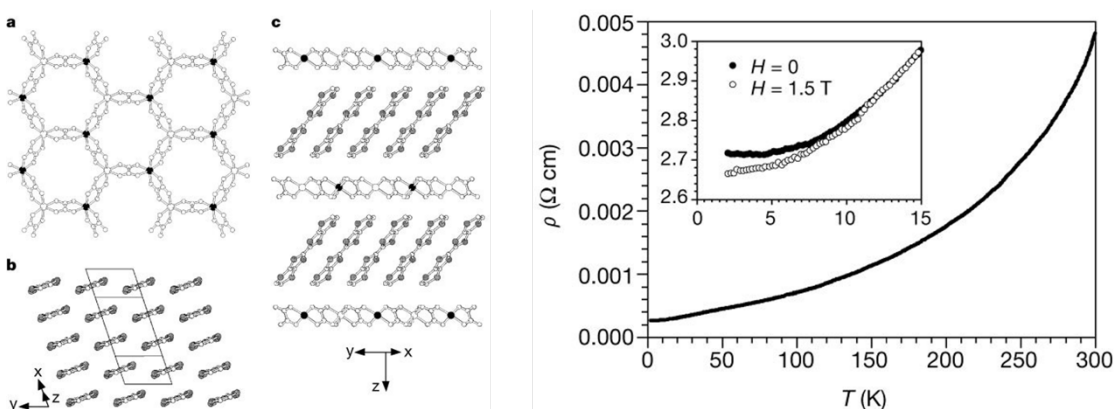 a
b
x
z
y
c
y x
z
0.005
0.004
0.003
0.002
0.001
0.000
ρ (Ω cm)
3.0
2.9
2.8
2.7
2.6
H = 0
H = 1.5 T
0 5 10 15
0 50 100 150 200 250 300
T (K)